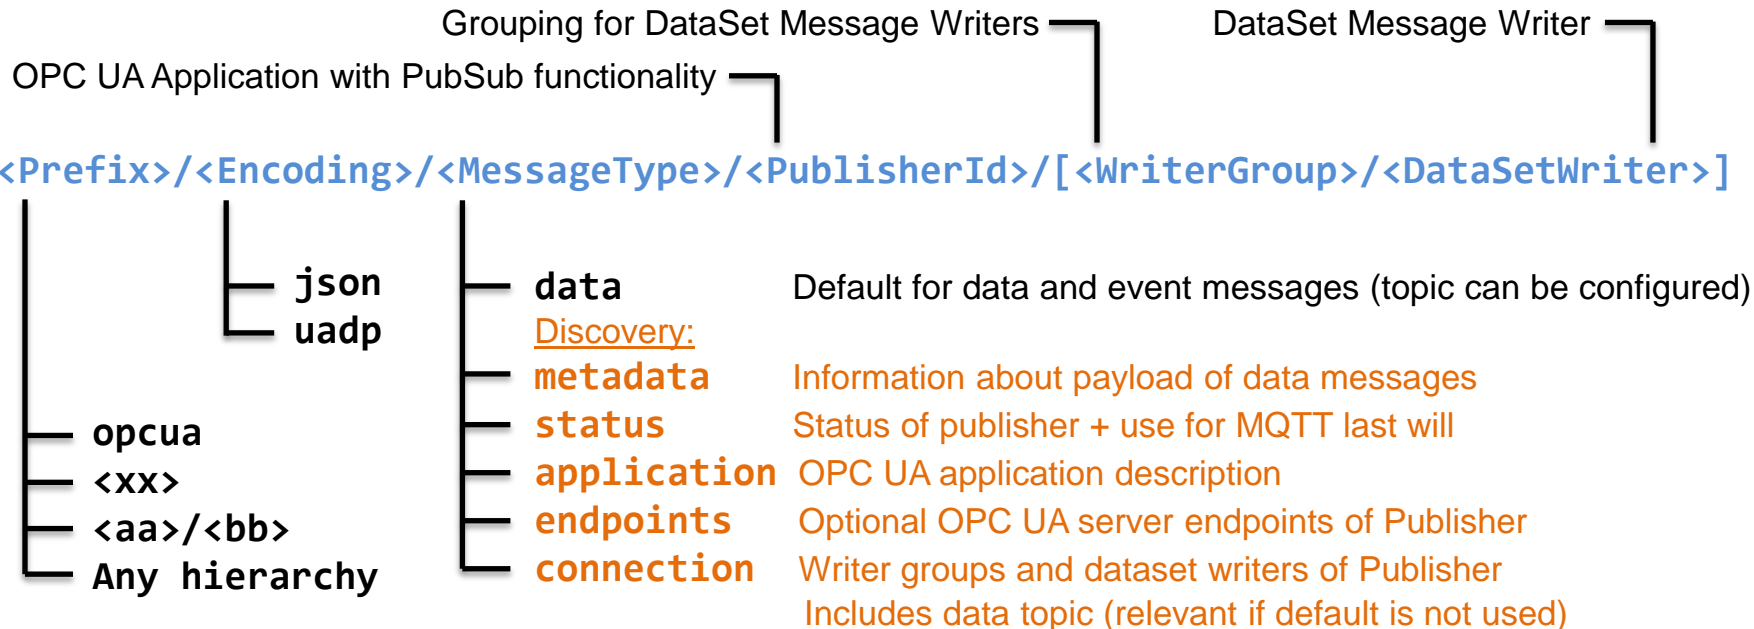 Grouping for DataSet Message Writers
DataSet Message Writer
OPC UA Application with PubSub functionality
<Prefix>/<Encoding>/<MessageType>/<PublisherId>/[<WriterGroup>/<DataSetWriter>]
json
uadp
opcua
<xx>
<aa>/<bb>
Any hierarchy
data Default for data and event messages (topic can be configured)
Discovery:
metadata Information about payload of data messages
status Status of publisher + use for MQTT last will
application OPC UA application description
endpoints Optional OPC UA server endpoints of Publisher
connection Writer groups and dataset writers of Publisher
Includes data topic (relevant if default is not used)